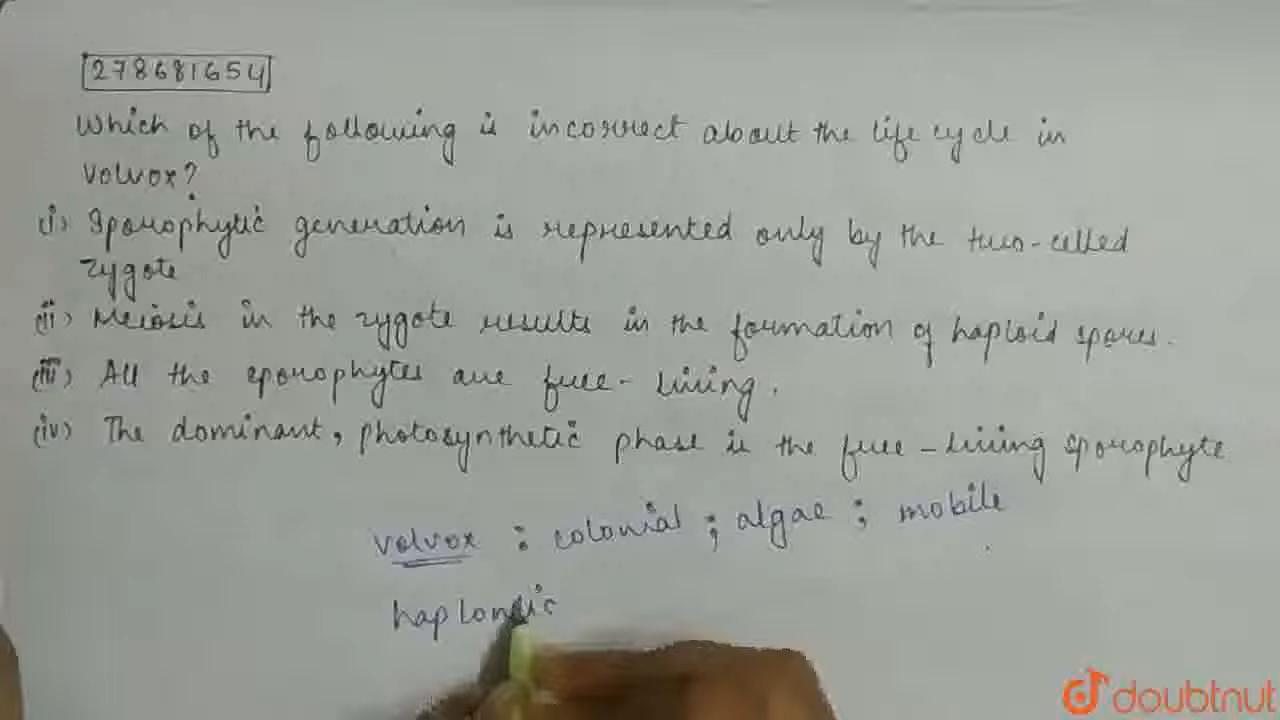 278681654
Which of the following is incorrect about the life cycle in
Volvox?
(i) Sporophytic generation is represented only by the two-celled
zygote
(ii) Meiosis in the zygote results in the formation of haploid spores.
(iii) All the sporophytes are free-living.
(iv) The dominant, photosynthetic phase is the free-living sporophyte
Volvox : colonial ; algae ; mobile
haplontic
doubtnut